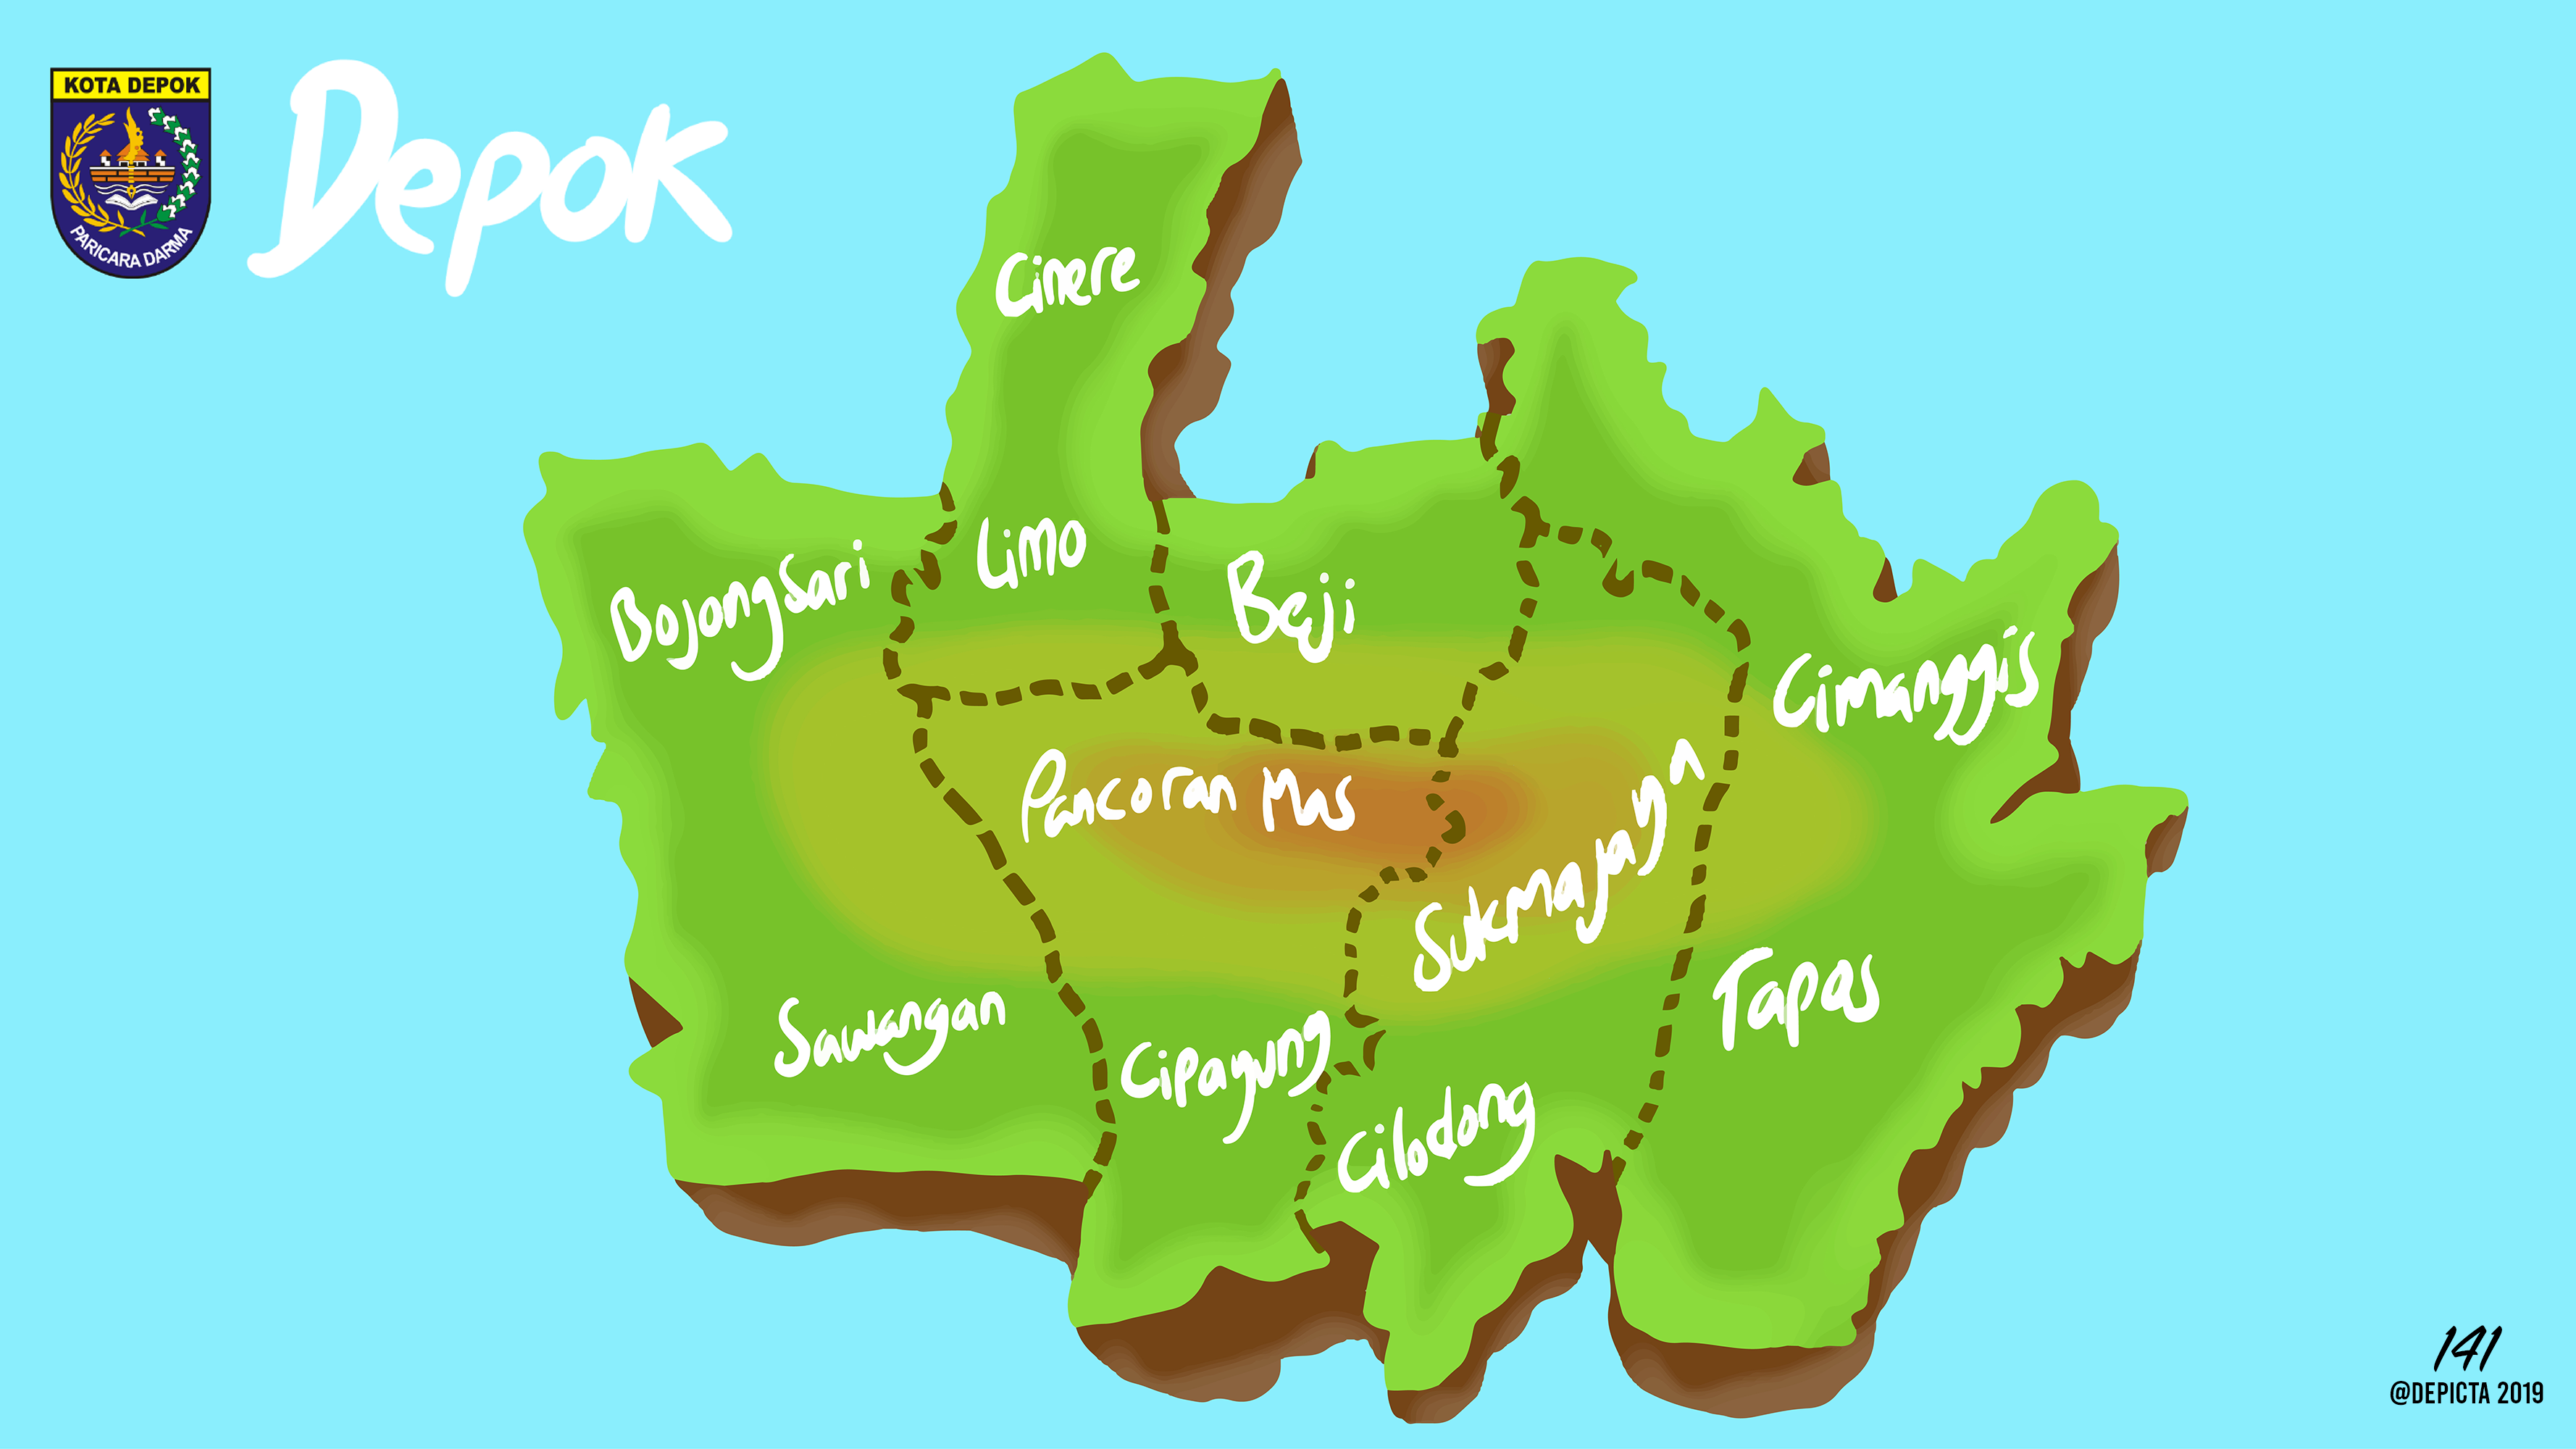 KOTA DEPOK
PARICARA DARMA
Depok
Cinere
Limo
Bojongsari
Beji
Cimanggis
Pancoran Mas
Sukmajaya
Sawangan
Tapos
Cipayung
Cilodong
141
@DEPICTA 2019